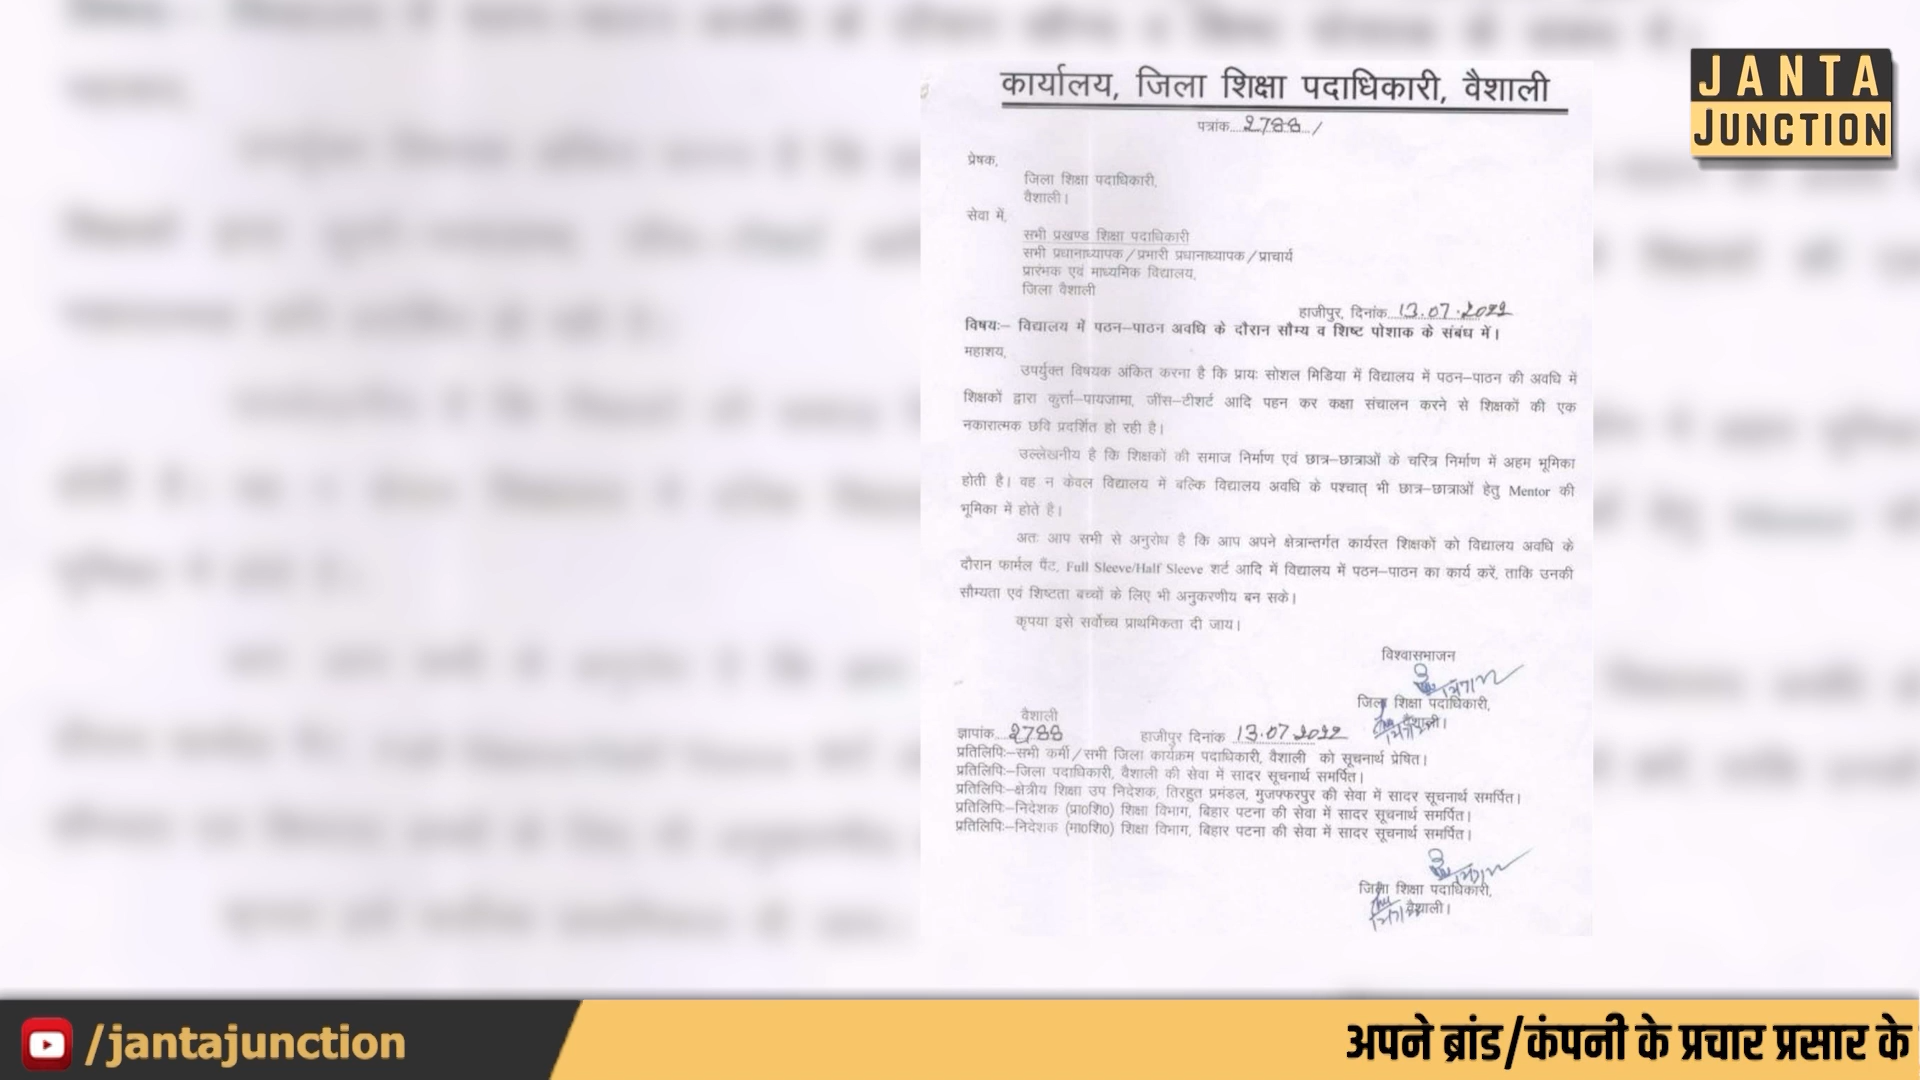 JANTA
JUNCTION
कार्यालय, जिला शिक्षा पदाधिकारी, वैशाली
पत्रांक 2788/
प्रेषक,
जिला शिक्षा पदाधिकारी,
वैशाली।
सेवा में,
सभी प्रखण्ड शिक्षा पदाधिकारी
सभी प्रधानाध्यापक/प्रभारी प्रधानाध्यापक/प्राचार्य
प्रारंभक एवं माध्यमिक विद्यालय,
जिला वैशाली
हाजीपुर, दिनांक 13.07.2022
विषयः– विद्यालय में पठन–पाठन अवधि के दौरान सौम्य व शिष्ट पोशाक के संबंध में।
महाशय,
उपर्युक्त विषयक अंकित करना है कि प्रायः सोशल मिडिया में विद्यालय में पठन–पाठन की अवधि में
शिक्षकों द्वारा कुर्त्ता–पायजामा, जींस–टीशर्ट आदि पहन कर कक्षा संचालन करने से शिक्षकों की एक
नकारात्मक छवि प्रदर्शित हो रही है।
उल्लेखनीय है कि शिक्षकों की समाज निर्माण एवं छात्र–छात्राओं के चरित्र निर्माण में अहम भूमिका
होती है। वह न केवल विद्यालय में बल्कि विद्यालय अवधि के पश्चात् भी छात्र–छात्राओं हेतु Mentor की
भूमिका में होते है।
अतः आप सभी से अनुरोध है कि आप अपने क्षेत्रान्तर्गत कार्यरत शिक्षकों को विद्यालय अवधि के
दौरान फार्मल पैंट, Full Sleeve/Half Sleeve शर्ट आदि में विद्यालय में पठन–पाठन का कार्य करें, ताकि उनकी
सौम्यता एवं शिष्टता बच्चों के लिए भी अनुकरणीय बन सके।
कृपया इसे सर्वोच्च प्राथमिकता दी जाय।
विश्वासभाजन
जिला शिक्षा पदाधिकारी,
वैशाली।
वैशाली
ज्ञापांक 2788 हाजीपुर दिनांक 13.07.2022
प्रतिलिपिः–सभी कर्मी/सभी जिला कार्यक्रम पदाधिकारी, वैशाली को सूचनार्थ प्रेषित।
प्रतिलिपिः–जिला पदाधिकारी, वैशाली की सेवा में सादर सूचनार्थ समर्पित।
प्रतिलिपिः–क्षेत्रीय शिक्षा उप निदेशक, तिरहुत प्रमंडल, मुजफ्फरपुर की सेवा में सादर सूचनार्थ समर्पित।
प्रतिलिपिः–निदेशक (प्रा०शि०) शिक्षा विभाग, बिहार पटना की सेवा में सादर सूचनार्थ समर्पित।
प्रतिलिपिः–निदेशक (मा०शि०) शिक्षा विभाग, बिहार पटना की सेवा में सादर सूचनार्थ समर्पित।
जिला शिक्षा पदाधिकारी,
वैशाली।
/jantajunction
अपने ब्रांड/कंपनी के प्रचार प्रसार के